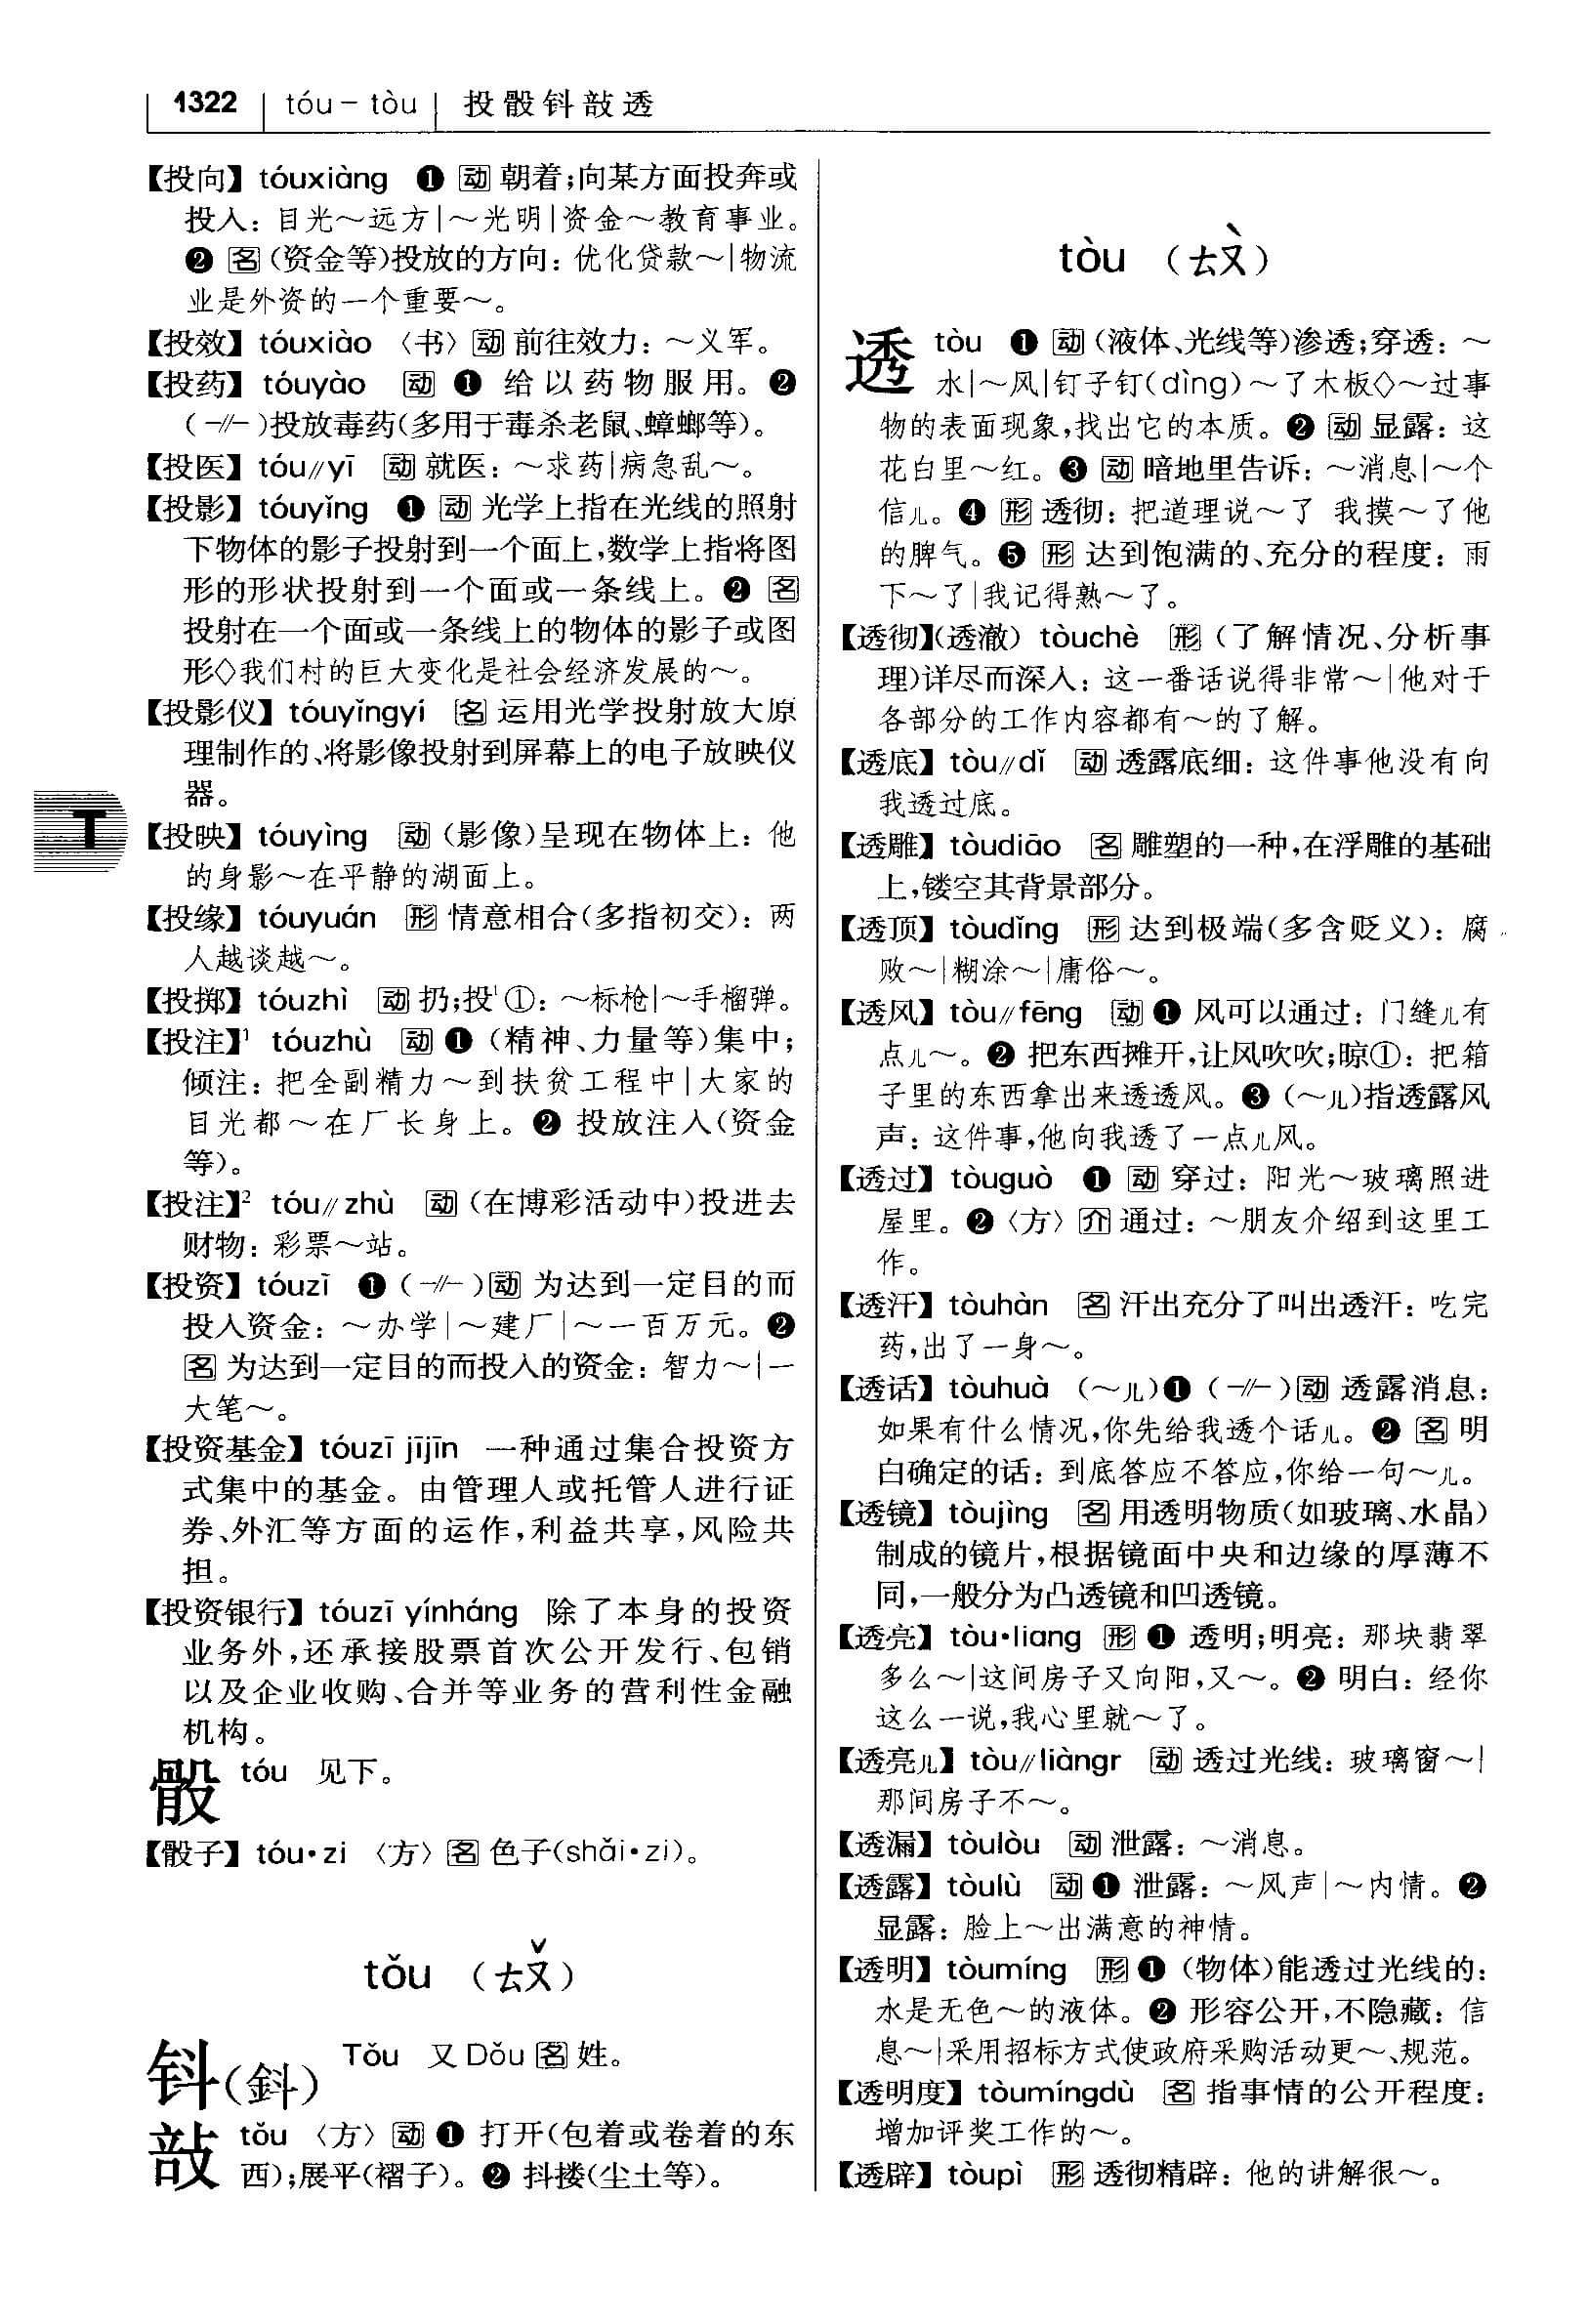 1322 tóu－tòu 投骰钭敨透
【投向】 tóuxiàng ❶ 动 朝着;向某方面投奔或
投入：目光～远方|～光明|资金～教育事业。
❷ 名 (资金等)投放的方向：优化贷款～|物流
业是外资的一个重要～。
【投效】 tóuxiào 〈书〉 动 前往效力：～义军。
【投药】 tóuyào 动 ❶ 给以药物服用。❷
(-//-)投放毒药(多用于毒杀老鼠、蟑螂等)。
【投医】 tóu//yī 动 就医：～求药|病急乱～。
【投影】 tóuyǐng ❶ 动 光学上指在光线的照射
下物体的影子投射到一个面上,数学上指将图
形的形状投射到一个面或一条线上。❷ 名
投射在一个面或一条线上的物体的影子或图
形◇我们村的巨大变化是社会经济发展的～。
【投影仪】 tóuyǐngyí 名 运用光学投射放大原
理制作的、将影像投射到屏幕上的电子放映仪
器。
T
【投映】 tóuyìng 动 (影像)呈现在物体上：他
的身影～在平静的湖面上。
【投缘】 tóuyuán 形 情意相合(多指初交)：两
人越谈越～。
【投掷】 tóuzhì 动 扔;投¹①：～标枪|～手榴弹。
【投注】¹ tóuzhù 动 ❶ (精神、力量等)集中;
倾注：把全副精力～到扶贫工程中|大家的
目光都～在厂长身上。❷ 投放注入(资金
等)。
【投注】² tóu//zhù 动 (在博彩活动中)投进去
财物：彩票～站。
【投资】 tóuzī ❶ (-//-) 动 为达到一定目的而
投入资金：～办学|～建厂|～一百万元。❷
名 为达到一定目的而投入的资金：智力～|一
大笔～。
【投资基金】 tóuzī jījīn 一种通过集合投资方
式集中的基金。由管理人或托管人进行证
券、外汇等方面的运作,利益共享,风险共
担。
【投资银行】 tóuzī yínháng 除了本身的投资
业务外,还承接股票首次公开发行、包销
以及企业收购、合并等业务的营利性金融
机构。
骰 tóu 见下。
【骰子】 tóu•zi 〈方〉 名 色子(shǎi•zi)。
tǒu （ㄊㄡˇ）
钭(鈄) Tǒu 又 Dǒu 名 姓。
敨 tǒu 〈方〉 动 ❶ 打开(包着或卷着的东
西);展平(褶子)。❷ 抖搂(尘土等)。
tòu （ㄊㄡˋ）
透 tòu ❶ 动 (液体、光线等)渗透;穿透：～
水|～风|钉子钉(dìng)～了木板◇～过事
物的表面现象,找出它的本质。❷ 动 显露：这
花白里～红。❸ 动 暗地里告诉：～消息|～个
信儿。❹ 形 透彻：把道理说～了 我摸～了他
的脾气。❺ 形 达到饱满的、充分的程度：雨
下～了|我记得熟～了。
【透彻】(透澈) tòuchè 形 (了解情况、分析事
理)详尽而深入：这一番话说得非常～|他对于
各部分的工作内容都有～的了解。
【透底】 tòu//dǐ 动 透露底细：这件事他没有向
我透过底。
【透雕】 tòudiāo 名 雕塑的一种,在浮雕的基础
上,镂空其背景部分。
【透顶】 tòudǐng 形 达到极端(多含贬义)：腐
败～|糊涂～|庸俗～。
【透风】 tòu//fēng 动 ❶ 风可以通过：门缝儿有
点儿～。❷ 把东西摊开,让风吹吹;晾①：把箱
子里的东西拿出来透透风。❸ (～儿)指透露风
声：这件事,他向我透了一点儿风。
【透过】 tòuguò ❶ 动 穿过：阳光～玻璃照进
屋里。❷〈方〉 介 通过：～朋友介绍到这里工
作。
【透汗】 tòuhàn 名 汗出充分了叫出透汗：吃完
药,出了一身～。
【透话】 tòuhuà (～儿)❶ (-//-) 动 透露消息：
如果有什么情况,你先给我透个话儿。❷ 名 明
白确定的话：到底答应不答应,你给一句～儿。
【透镜】 tòujìng 名 用透明物质(如玻璃、水晶)
制成的镜片,根据镜面中央和边缘的厚薄不
同,一般分为凸透镜和凹透镜。
【透亮】 tòu•liang 形 ❶ 透明;明亮：那块翡翠
多么～|这间房子又向阳,又～。❷ 明白：经你
这么一说,我心里就～了。
【透亮儿】 tòu//liàngr 动 透过光线：玻璃窗～|
那间房子不～。
【透漏】 tòulòu 动 泄露：～消息。
【透露】 tòulù 动 ❶ 泄露：～风声|～内情。❷
显露：脸上～出满意的神情。
【透明】 tòumíng 形 ❶ (物体)能透过光线的：
水是无色～的液体。❷ 形容公开,不隐藏：信
息～|采用招标方式使政府采购活动更～、规范。
【透明度】 tòumíngdù 名 指事情的公开程度：
增加评奖工作的～。
【透辟】 tòupì 形 透彻精辟：他的讲解很～。